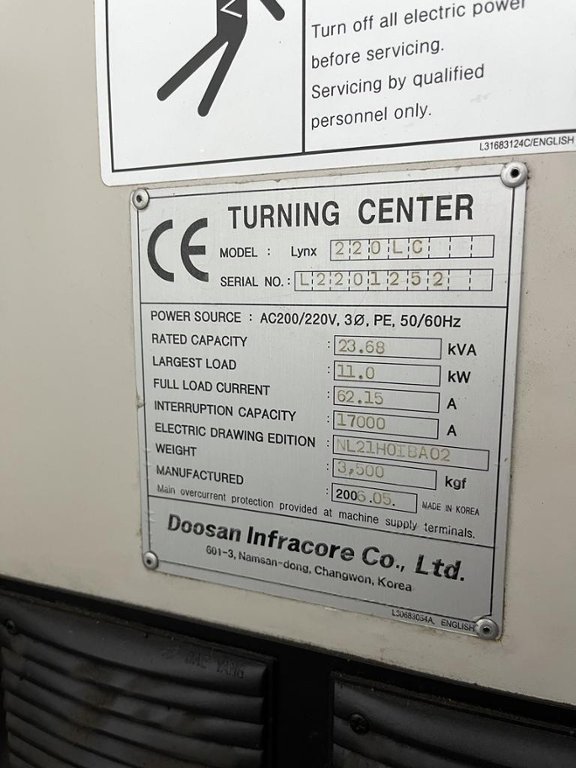 Turn off all electric power
before servicing.
Servicing by qualified
personnel only.
L31683124C/ENGLISH
CE TURNING CENTER
MODEL : Lynx 220LC
SERIAL NO. : L2201252
POWER SOURCE : AC200/220V, 3Ø, PE, 50/60Hz
RATED CAPACITY : 23.68 kVA
LARGEST LOAD : 11.0 kW
FULL LOAD CURRENT : 62.15 A
INTERRUPTION CAPACITY : 17000 A
ELECTRIC DRAWING EDITION : NL21H0IBA02
WEIGHT : 3,500 kgf
MANUFACTURED : 2006.05. MADE IN KOREA
Main overcurrent protection provided at machine supply terminals.
Doosan Infracore Co., Ltd.
601-3, Namsan-dong, Changwon, Korea
L30683034A, ENGLISH